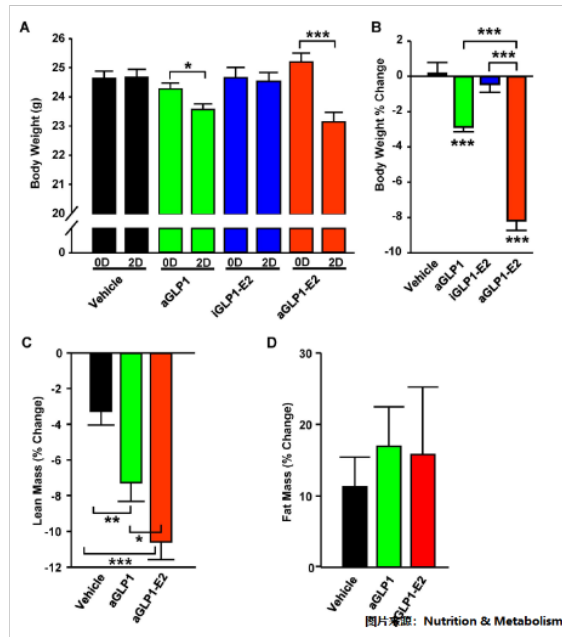 A
Body Weight (g)
26
25
24
23
22
21
20
0
*
***
0D 2D 0D 2D 0D 2D 0D 2D
Vehicle aGLP1 iGLP1-E2 aGLP1-E2
B
Body Weight % Change
2
0
-2
-4
-6
-8
-10
***
***
***
***
Vehicle aGLP1 iGLP1-E2 aGLP1-E2
C
Lean Mass (% Change)
0
-2
-4
-6
-8
-10
-12
**
*
***
Vehicle aGLP1 aGLP1-E2
D
Fat Mass (% Change)
30
20
10
0
Vehicle aGLP1 aGLP1-E2
图片来源：Nutrition & Metabolism